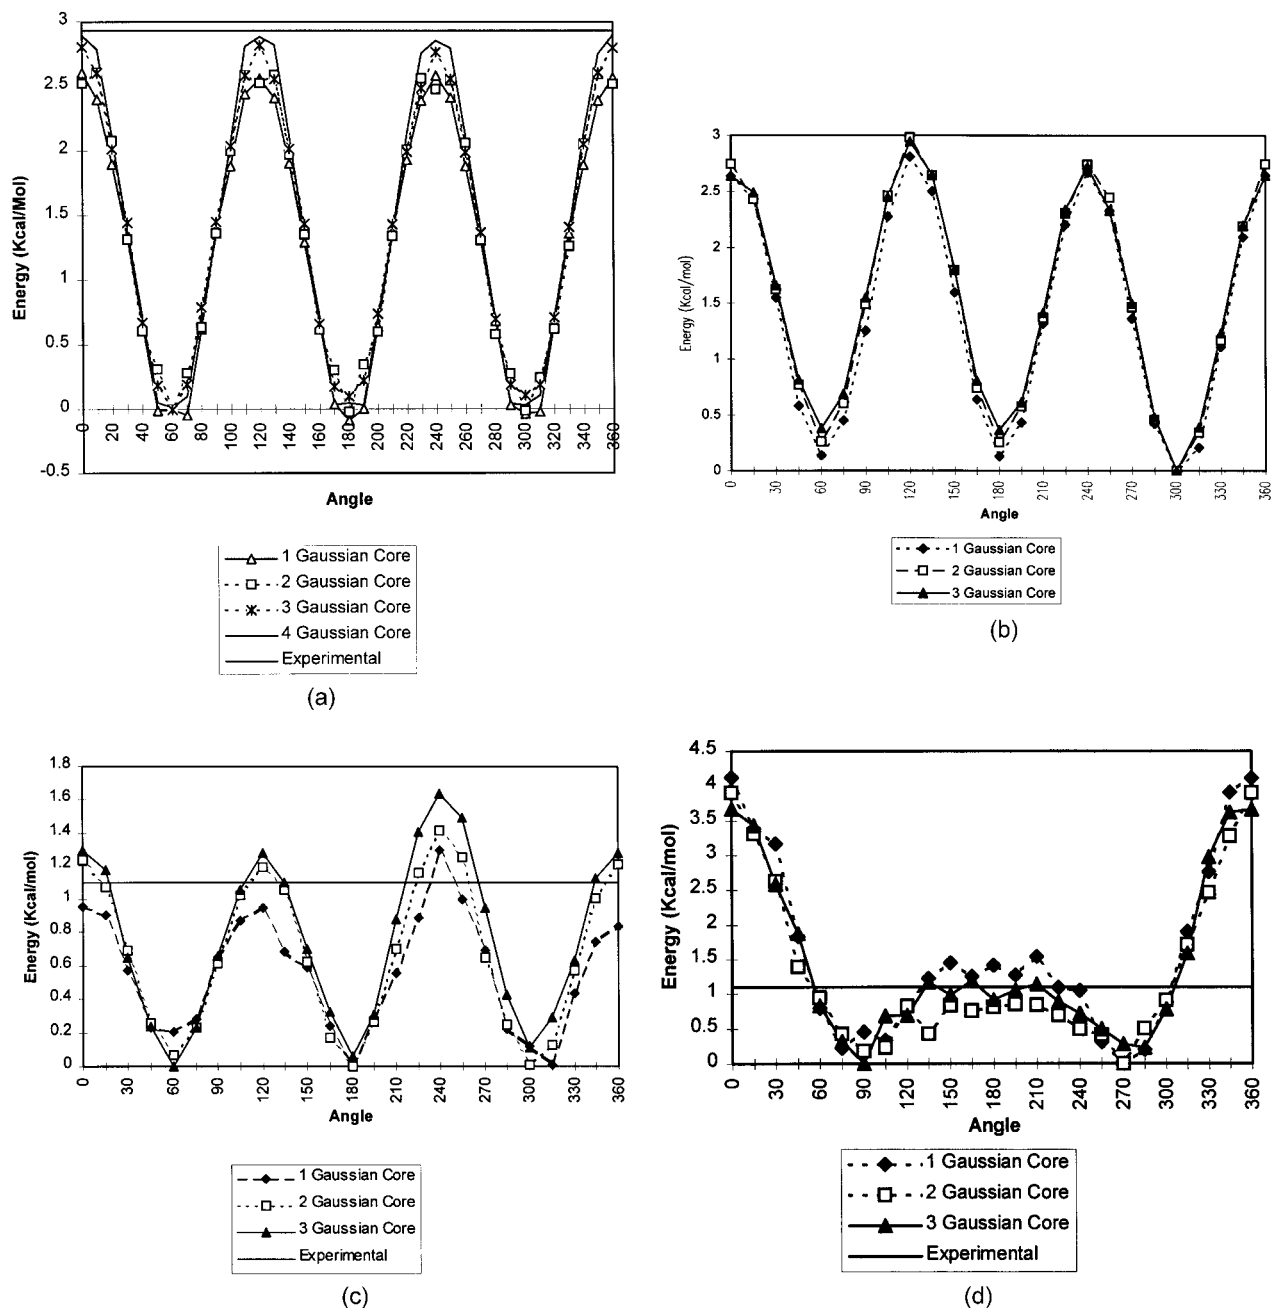 3
2.5
2
1.5
1
0.5
0
-0.5
Energy (Kcal/Mol)
0 20 40 60 80 100 120 140 160 180 200 220 240 260 280 300 320 340 360
Angle
1 Gaussian Core
2 Gaussian Core
3 Gaussian Core
4 Gaussian Core
Experimental
(a)
3
2.5
2
1.5
1
0.5
0
Energy (Kcal/mol)
0 30 60 90 120 150 180 210 240 270 300 330 360
Angle
1 Gaussian Core
2 Gaussian Core
3 Gaussian Core
(b)
1.8
1.6
1.4
1.2
1
0.8
0.6
0.4
0.2
0
Energy (Kcal/mol)
0 30 60 90 120 150 180 210 240 270 300 330 360
Angle
1 Gaussian Core
2 Gaussian Core
3 Gaussian Core
Experimental
(c)
4.5
4
3.5
3
2.5
2
1.5
1
0.5
0
Energy (Kcal/mol)
0 30 60 90 120 150 180 210 240 270 300 330 360
Angle
1 Gaussian Core
2 Gaussian Core
3 Gaussian Core
Experimental
(d)